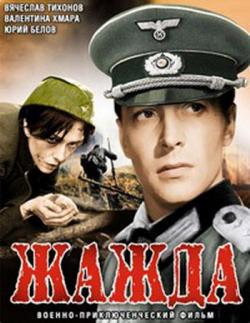 ВЯЧЕСЛАВ ТИХОНОВ
ВАЛЕНТИНА ХМАРА
ЮРИЙ БЕЛОВ
ЖАЖДА
ВОЕННО-ПРИКЛЮЧЕНЧЕСКИЙ ФИЛЬМ